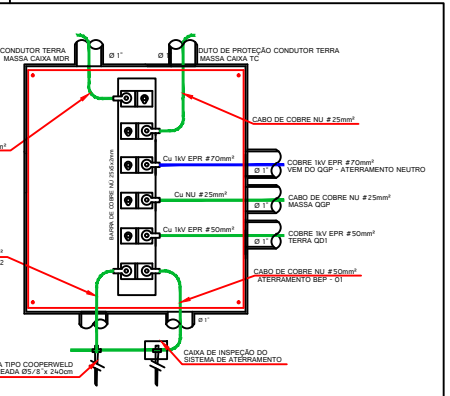 CONDUTOR TERRA
MASSA CAIXA MDR
Ø 1"
Ø 1"
DUTO DE PROTEÇÃO CONDUTOR TERRA
MASSA CAIXA TC
CABO DE COBRE NU #25mm²
BARRA DE COBRE NU
Cu 1kV EPR #70mm²
COBRE 1kV EPR #70mm²
VEM DO QGP - ATERRAMENTO NEUTRO
Ø 1"
Cu NU #25mm²
CABO DE COBRE NU #25mm²
MASSA QGP
Ø 1"
Cu 1kV EPR #50mm²
COBRE 1kV EPR #50mm²
TERRA QD1
Ø 1"
CABO DE COBRE NU #50mm²
ATERRAMENTO BEP - 01
Ø 1"
CAIXA DE INSPEÇÃO DO
SISTEMA DE ATERRAMENTO
TIPO COOPERWELD
EADA Ø5/8"x 240cm